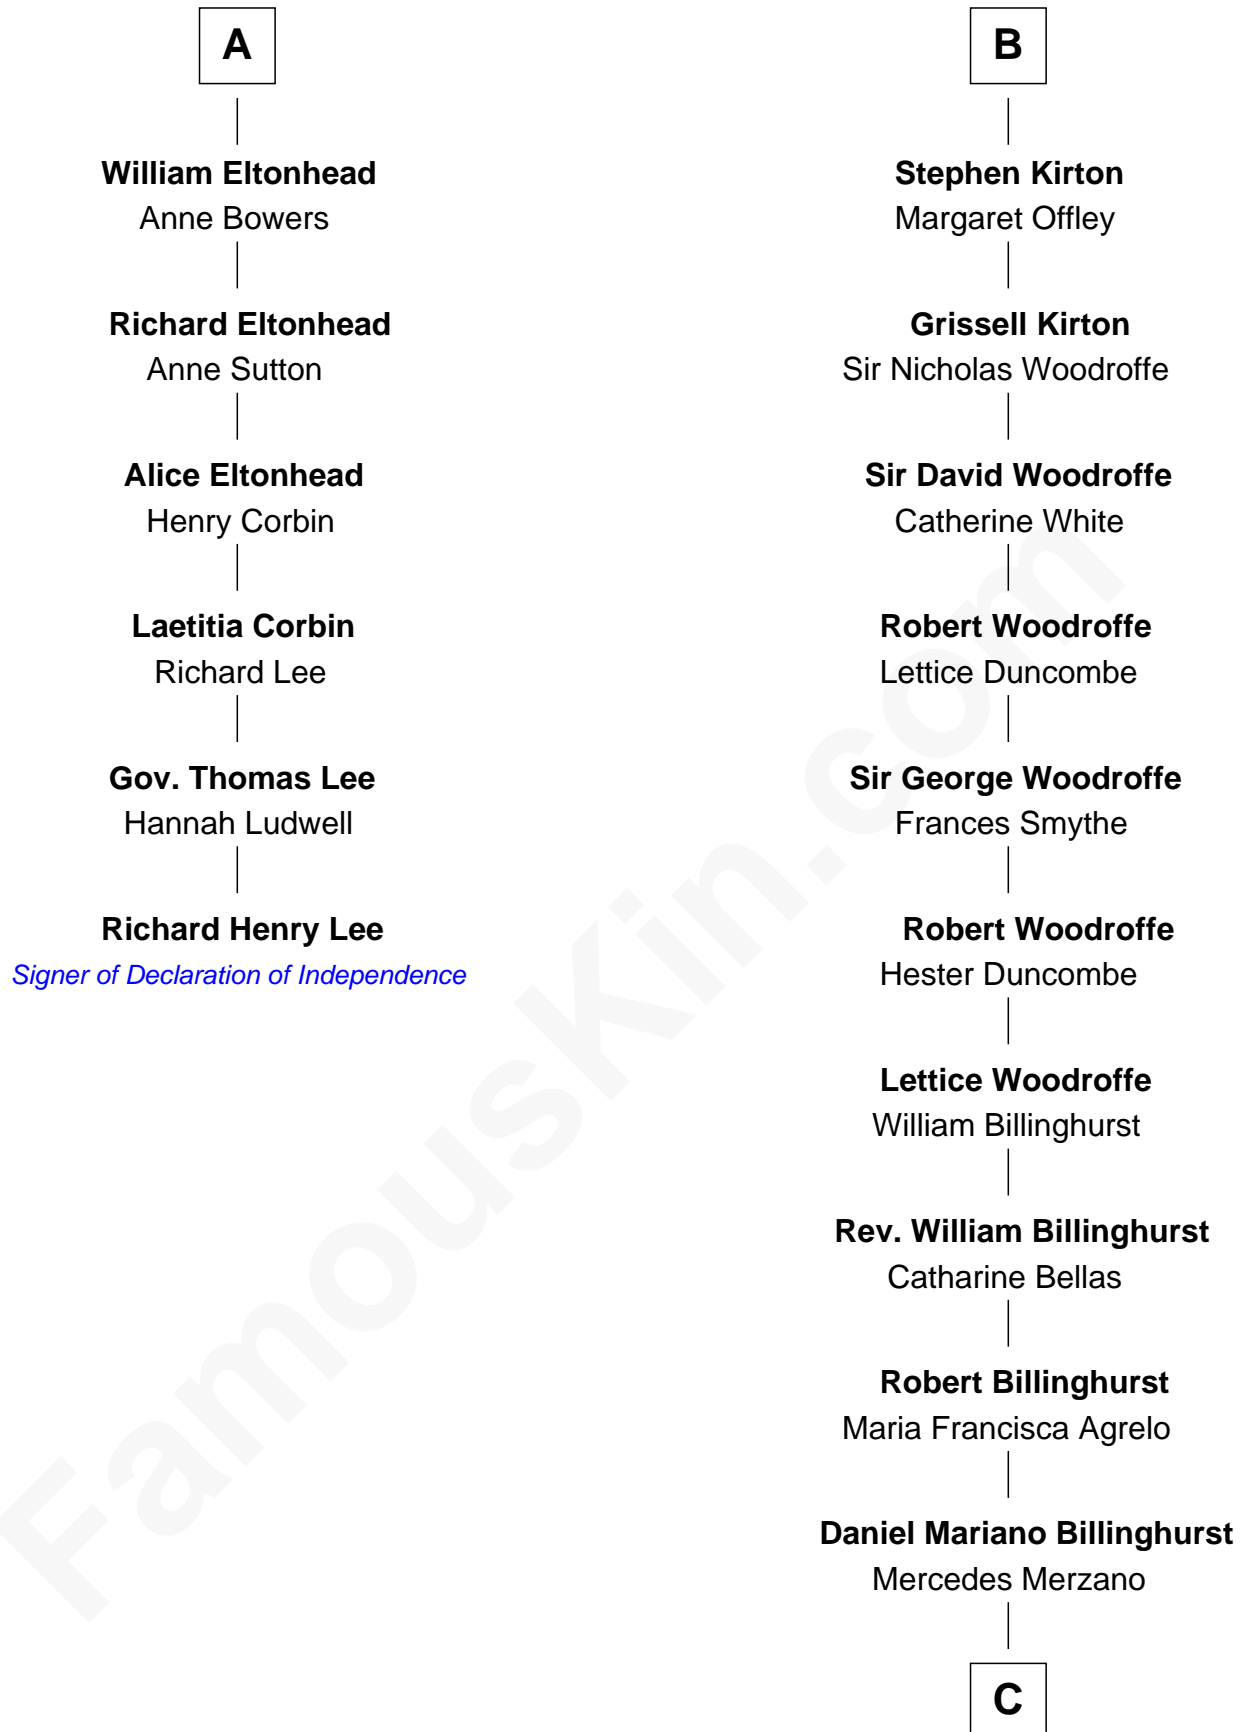 A
William Eltonhead
Anne Bowers
Richard Eltonhead
Anne Sutton
Alice Eltonhead
Henry Corbin
Laetitia Corbin
Richard Lee
Gov. Thomas Lee
Hannah Ludwell
Richard Henry Lee
Signer of Declaration of Independence
B
Stephen Kirton
Margaret Offley
Grissell Kirton
Sir Nicholas Woodroffe
Sir David Woodroffe
Catherine White
Robert Woodroffe
Lettice Duncombe
Sir George Woodroffe
Frances Smythe
Robert Woodroffe
Hester Duncombe
Lettice Woodroffe
William Billinghurst
Rev. William Billinghurst
Catharine Bellas
Robert Billinghurst
Maria Francisca Agrelo
Daniel Mariano Billinghurst
Mercedes Merzano
C
FamousKin.com